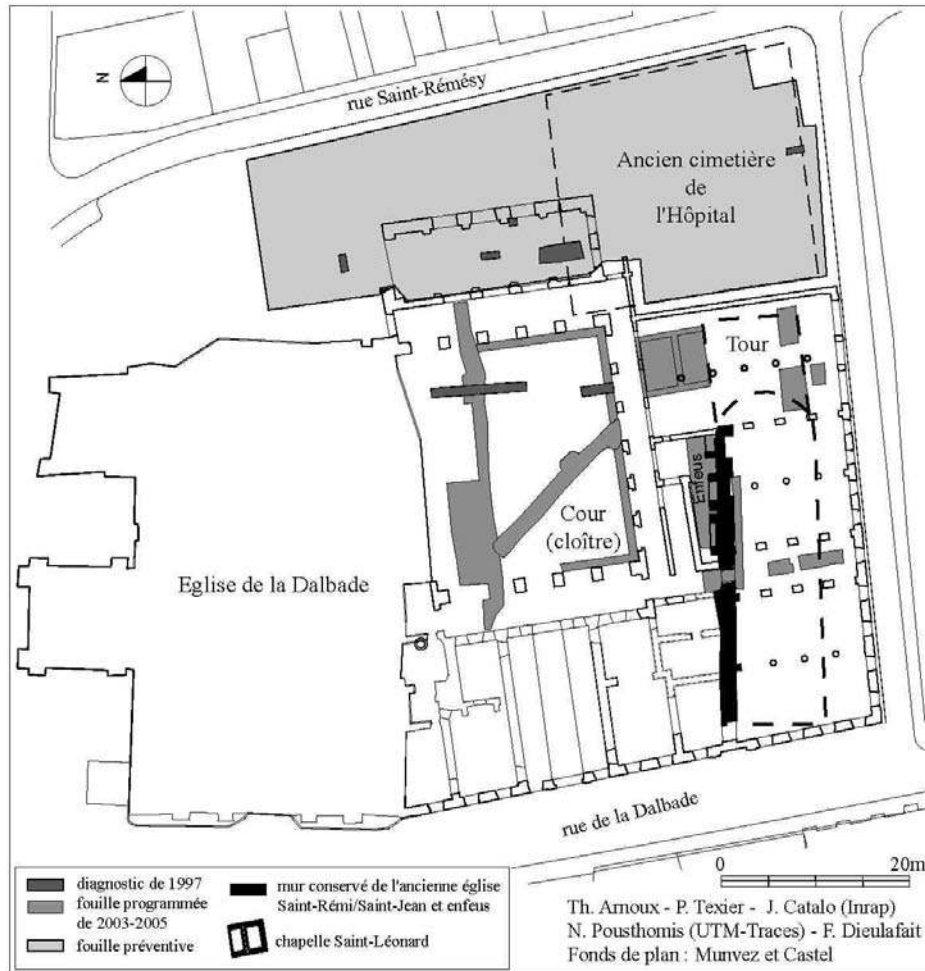 N
rue Saint-Rémésy
Ancien cimetière
de
l'Hôpital
Tour
Enfeus
Cour
(cloître)
Eglise de la Dalbade
rue de la Dalbade
0 20m
diagnostic de 1997
fouille programmée
de 2003-2005
fouille préventive
mur conservé de l'ancienne église
Saint-Rémi/Saint-Jean et enfeus
chapelle Saint-Léonard
Th. Arnoux - P. Texier - J. Catalo (Inrap)
N. Pousthomis (UTM-Traces) - F. Dieulafait
Fonds de plan : Munvez et Castel